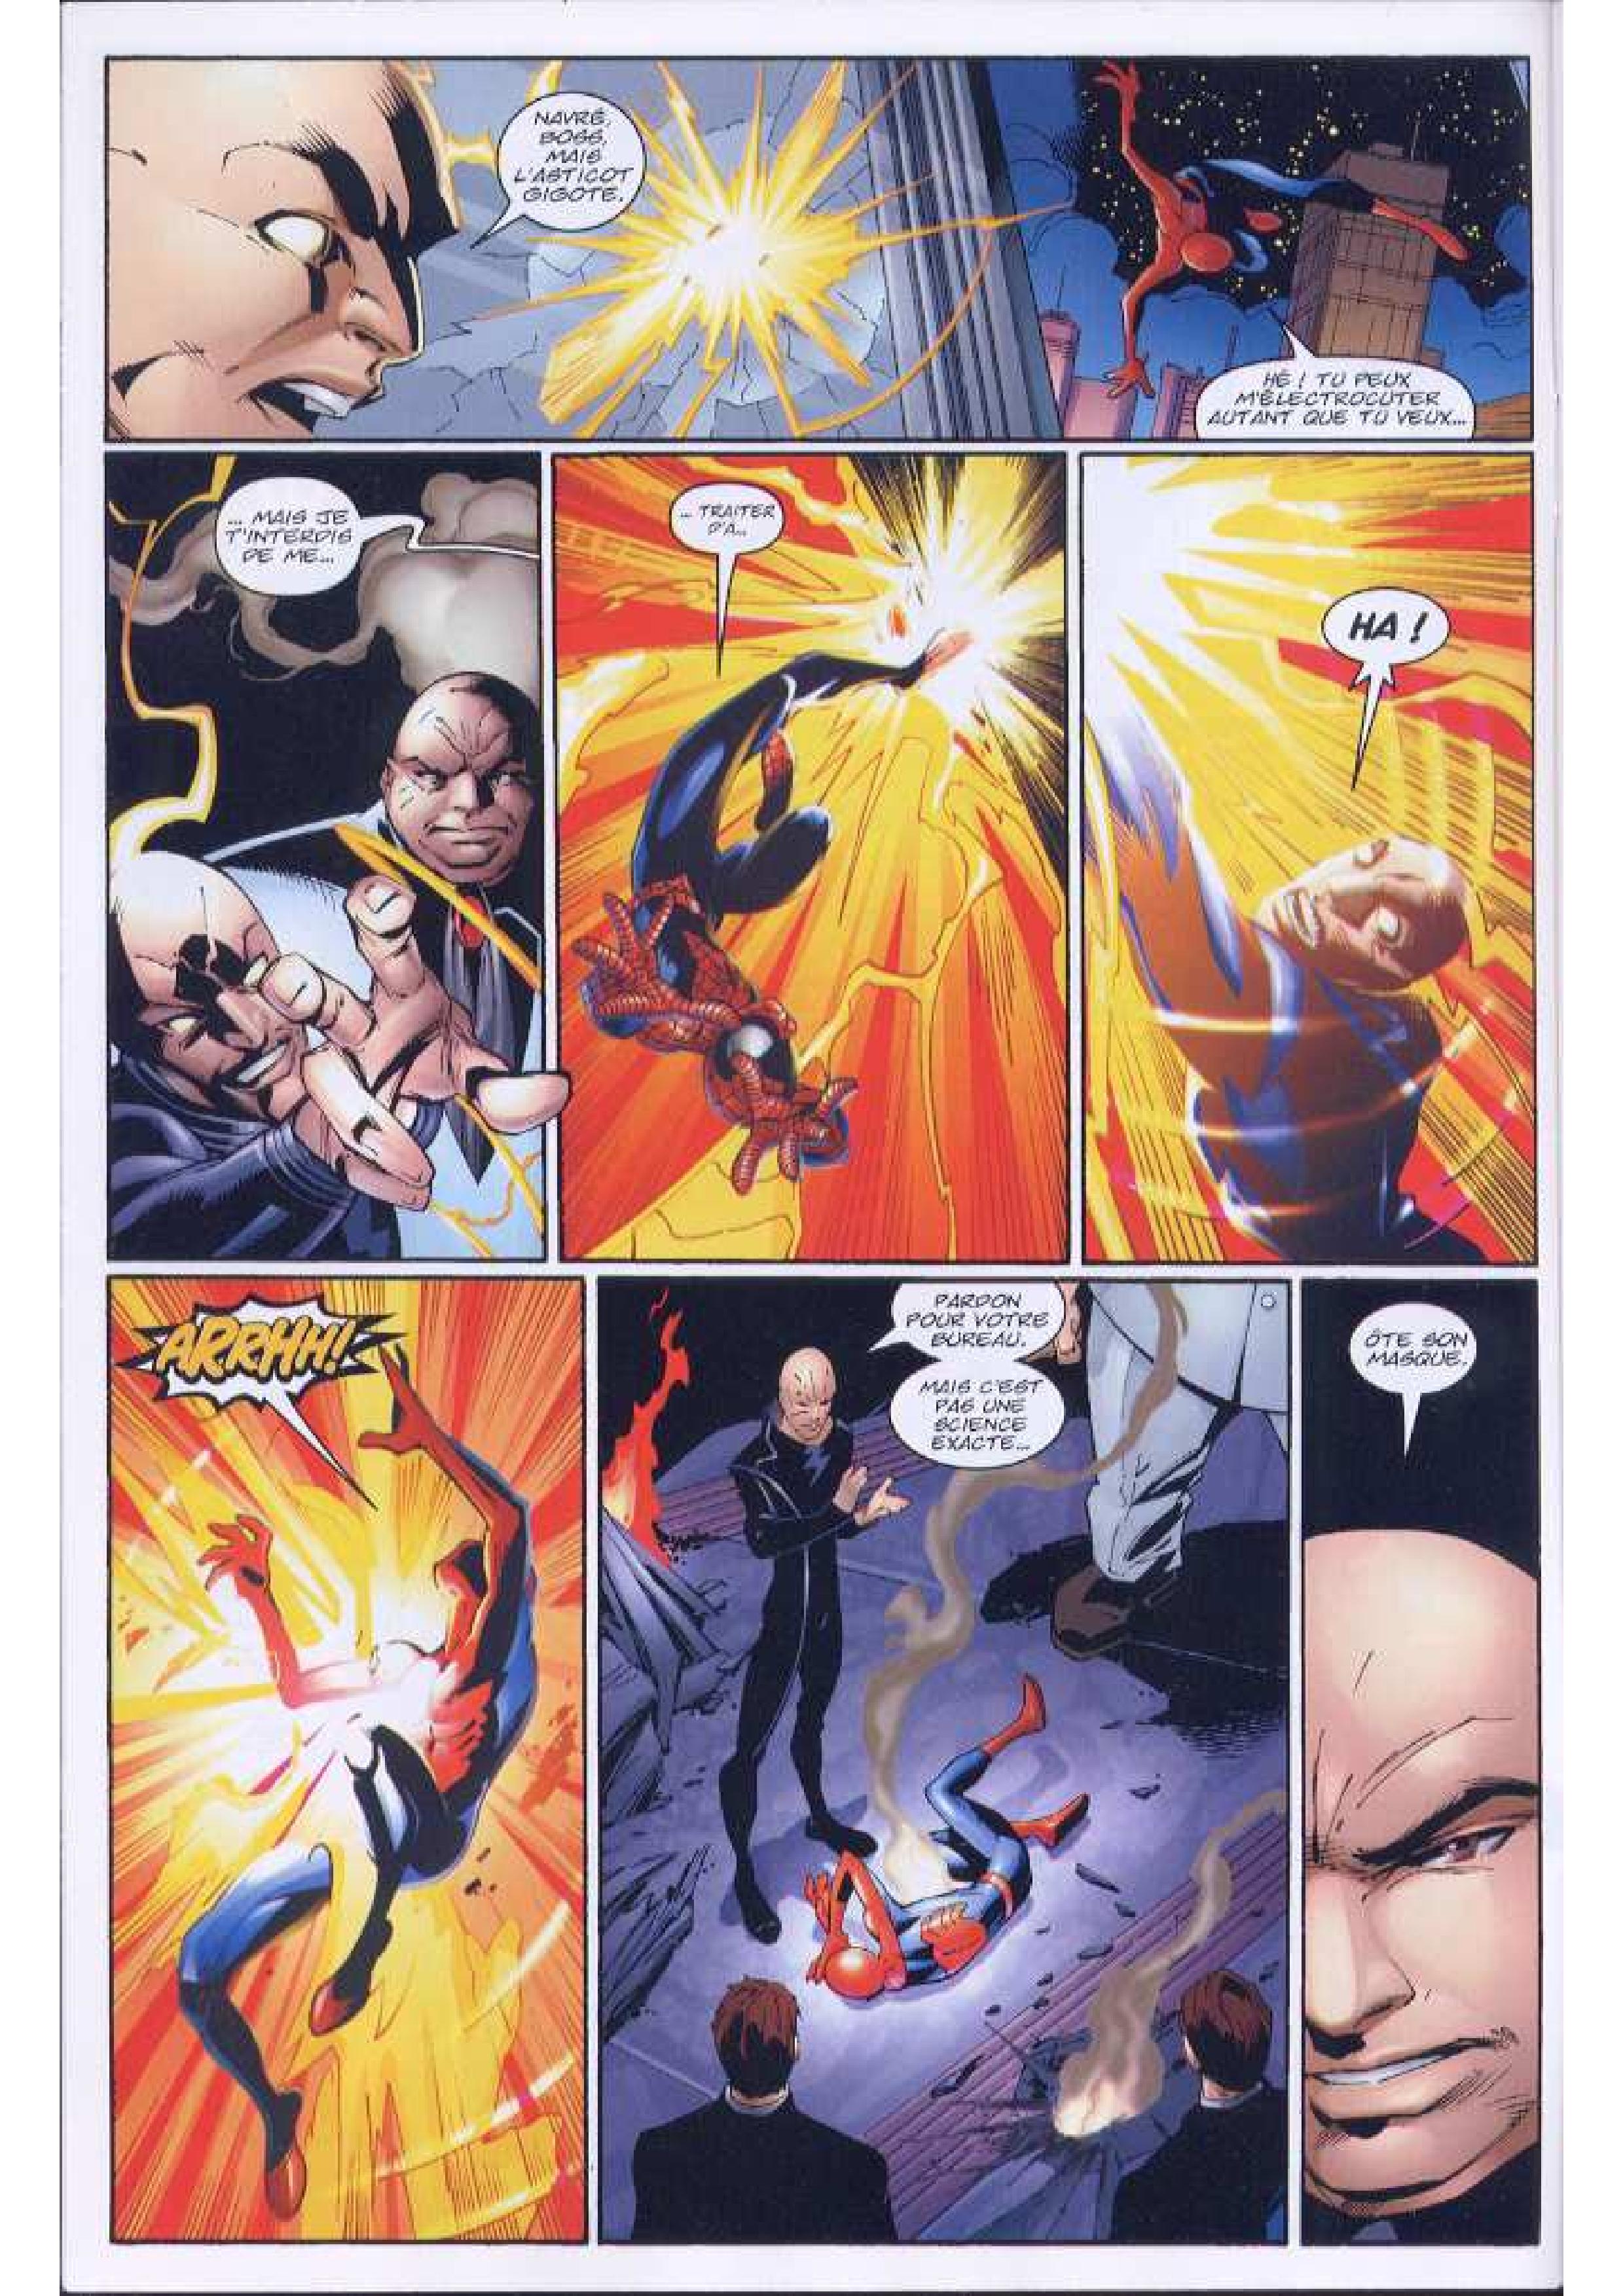 NAVRÉ,
BOSS,
MAIS
L'ASTICOT
GIGOTE.
HÉ ! TU PEUX
M'ÉLECTROCUTER
AUTANT QUE TU VEUX...
... MAIS JE
T'INTERDIS
DE ME...
... TRAITER
D'A...
HA !
ARRHH!
PARDON
POUR VOTRE
BUREAU.
MAIS C'EST
PAS UNE
SCIENCE
EXACTE...
ÔTE SON
MASQUE.